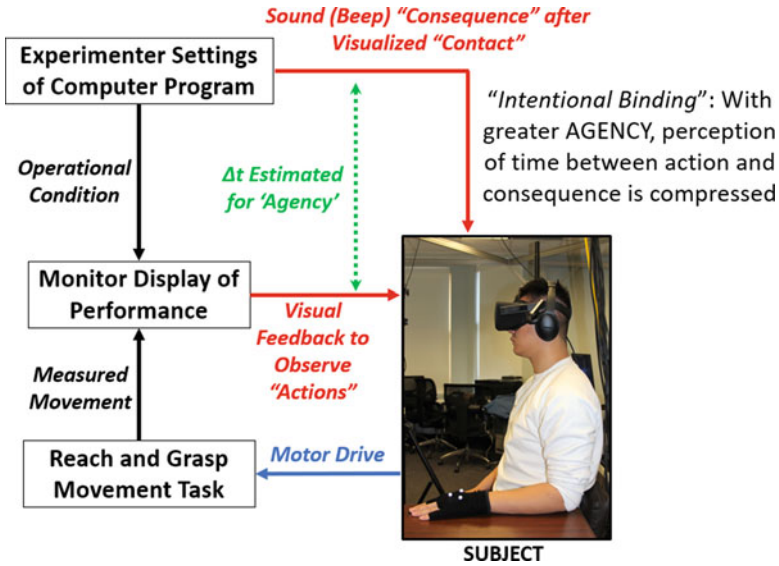 Sound (Beep) “Consequence” after
Visualized “Contact”
Experimenter Settings
of Computer Program
“Intentional Binding”: With
greater AGENCY, perception
of time between action and
consequence is compressed
Operational
Condition
Δt Estimated
for ‘Agency’
Monitor Display of
Performance
Visual
Feedback to
Observe
“Actions”
Measured
Movement
Reach and Grasp
Movement Task
Motor Drive
SUBJECT